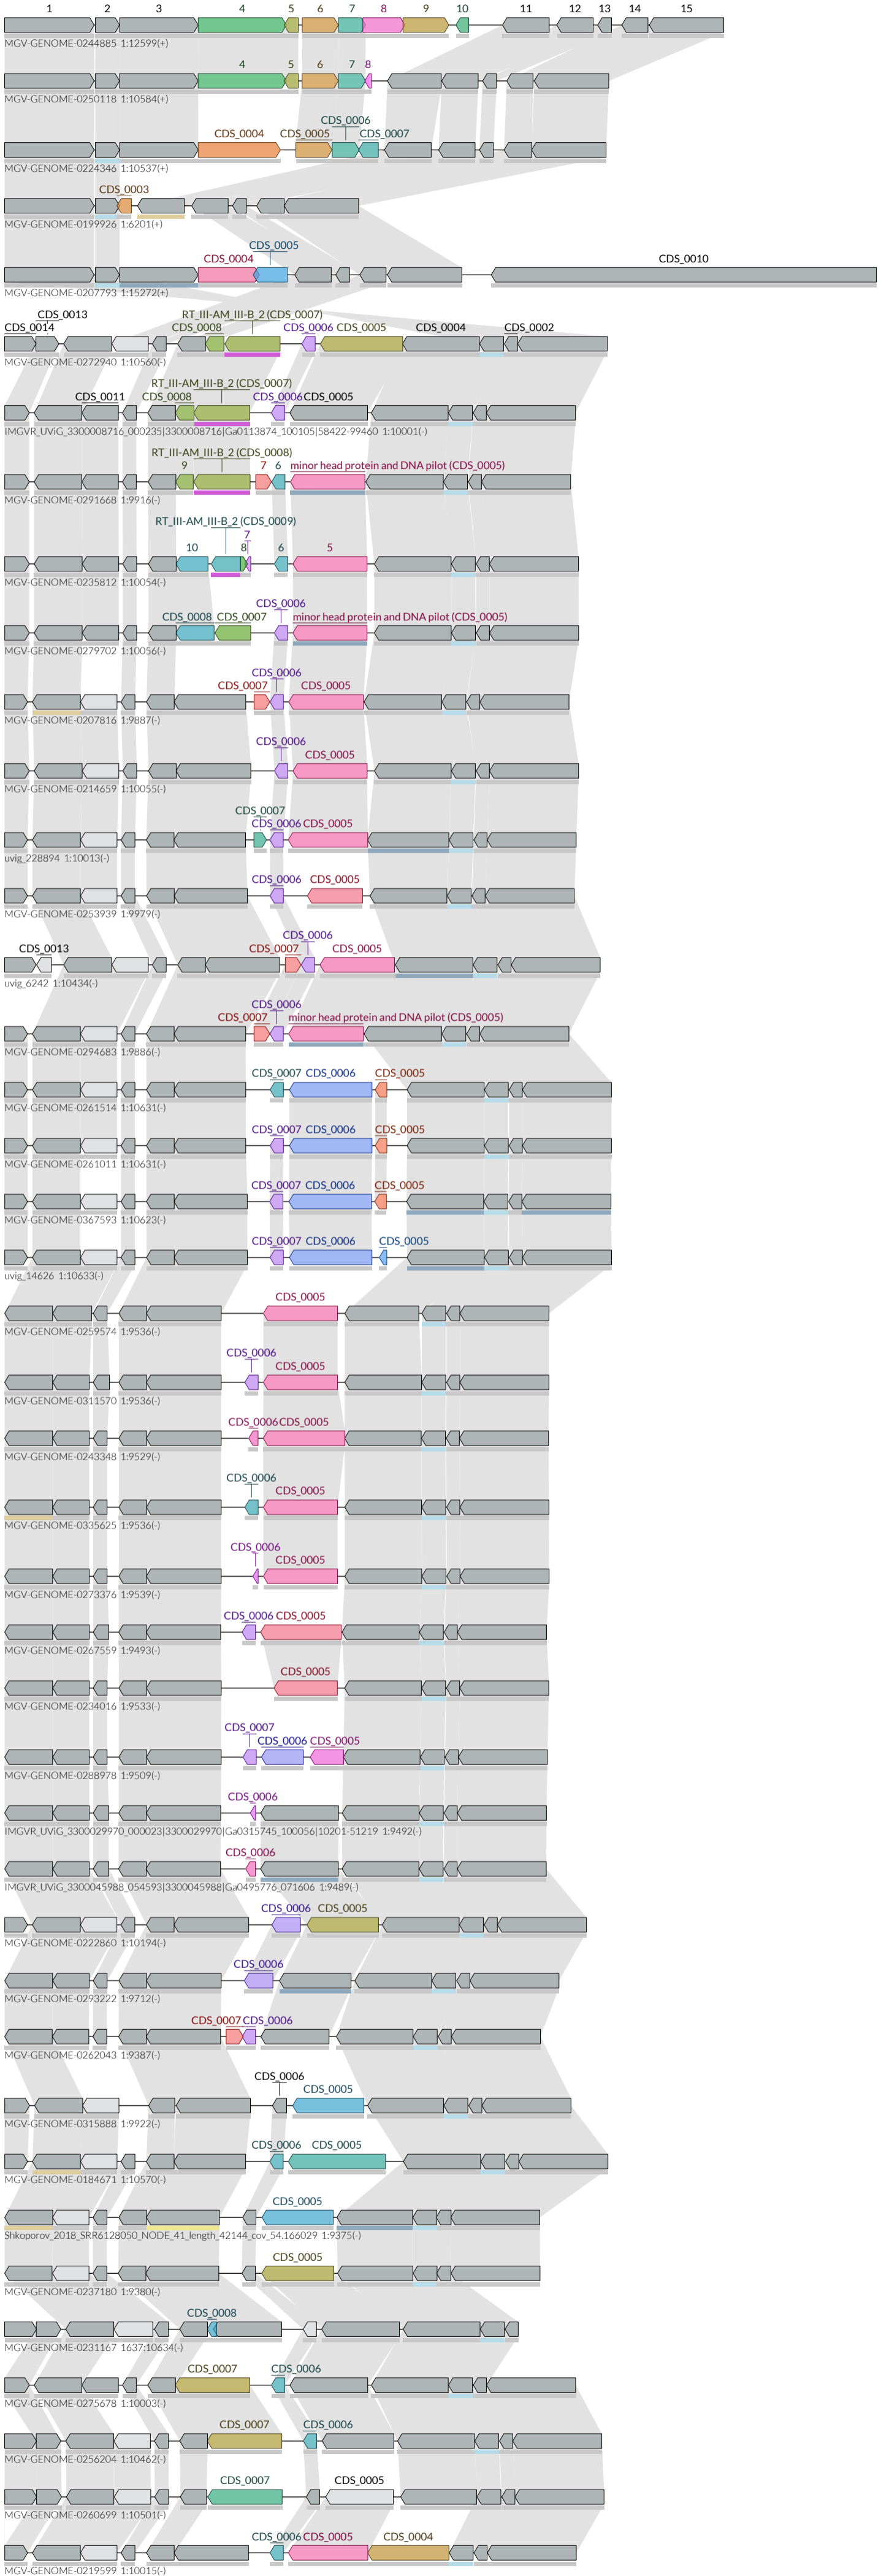 1 2 3 4 5 6 7 8 9 10 11 12 13 14 15
MGV-GENOME-0244885 1:12599(+)
4 5 6 7 8
MGV-GENOME-0250118 1:10584(+)
CDS_0006
CDS_0004 CDS_0005 CDS_0007
MGV-GENOME-0224346 1:10537(+)
CDS_0003
MGV-GENOME-0199926 1:6201(+)
CDS_0005
CDS_0004 CDS_0010
MGV-GENOME-0207793 1:15272(+)
CDS_0013 RT_III-AM_III-B_2 (CDS_0007)
CDS_0014 CDS_0008 CDS_0006 CDS_0005 CDS_0004 CDS_0002
MGV-GENOME-0272940 1:10560(-)
RT_III-AM_III-B_2 (CDS_0007)
CDS_0011 CDS_0008 CDS_0006 CDS_0005
IMGVR_UViG_3300008716_000235|3300008716|Ga0113874_100105|58422-99460 1:10001(-)
RT_III-AM_III-B_2 (CDS_0008)
9 7 6 minor head protein and DNA pilot (CDS_0005)
MGV-GENOME-0291668 1:9916(-)
RT_III-AM_III-B_2 (CDS_0009)
7
10 8 6 5
MGV-GENOME-0235812 1:10054(-)
CDS_0006
CDS_0008 CDS_0007 minor head protein and DNA pilot (CDS_0005)
MGV-GENOME-0279702 1:10056(-)
CDS_0006
CDS_0007 CDS_0005
MGV-GENOME-0207816 1:9887(-)
CDS_0006
CDS_0005
MGV-GENOME-0214659 1:10055(-)
CDS_0007
CDS_0006 CDS_0005
uvig_228894 1:10013(-)
CDS_0006 CDS_0005
MGV-GENOME-0253939 1:9979(-)
CDS_0006
CDS_0013 CDS_0007 CDS_0005
uvig_6242 1:10434(-)
CDS_0006
CDS_0007 minor head protein and DNA pilot (CDS_0005)
MGV-GENOME-0294683 1:9886(-)
CDS_0007 CDS_0006 CDS_0005
MGV-GENOME-0261514 1:10631(-)
CDS_0007 CDS_0006 CDS_0005
MGV-GENOME-0261011 1:10631(-)
CDS_0007 CDS_0006 CDS_0005
MGV-GENOME-0367593 1:10623(-)
CDS_0007 CDS_0006 CDS_0005
uvig_14626 1:10633(-)
CDS_0005
MGV-GENOME-0259574 1:9536(-)
CDS_0006
CDS_0005
MGV-GENOME-0311570 1:9536(-)
CDS_0006 CDS_0005
MGV-GENOME-0243348 1:9529(-)
CDS_0006
CDS_0005
MGV-GENOME-0335625 1:9536(-)
CDS_0006
CDS_0005
MGV-GENOME-0273376 1:9539(-)
CDS_0006 CDS_0005
MGV-GENOME-0267559 1:9493(-)
CDS_0005
MGV-GENOME-0234016 1:9533(-)
CDS_0007
CDS_0006 CDS_0005
MGV-GENOME-0288978 1:9509(-)
CDS_0006
IMGVR_UViG_3300029970_000023|3300029970|Ga0315745_100056|10201-51219 1:9492(-)
CDS_0006
IMGVR_UViG_3300045988_054593|3300045988|Ga0495776_071606 1:9489(-)
CDS_0006 CDS_0005
MGV-GENOME-0222860 1:10194(-)
CDS_0006
MGV-GENOME-0293222 1:9712(-)
CDS_0007 CDS_0006
MGV-GENOME-0262043 1:9387(-)
CDS_0006
CDS_0005
MGV-GENOME-0315888 1:9922(-)
CDS_0006 CDS_0005
MGV-GENOME-0184671 1:10570(-)
CDS_0005
Shkoporov_2018_SRR6128050_NODE_41_length_42144_cov_54.166029 1:9375(-)
CDS_0005
MGV-GENOME-0237180 1:9380(-)
CDS_0008
MGV-GENOME-0231167 1637:10634(-)
CDS_0007 CDS_0006
MGV-GENOME-0275678 1:10003(-)
CDS_0007 CDS_0006
MGV-GENOME-0256204 1:10462(-)
CDS_0007 CDS_0005
MGV-GENOME-0260699 1:10501(-)
CDS_0006 CDS_0005 CDS_0004
MGV-GENOME-0219599 1:10015(-)